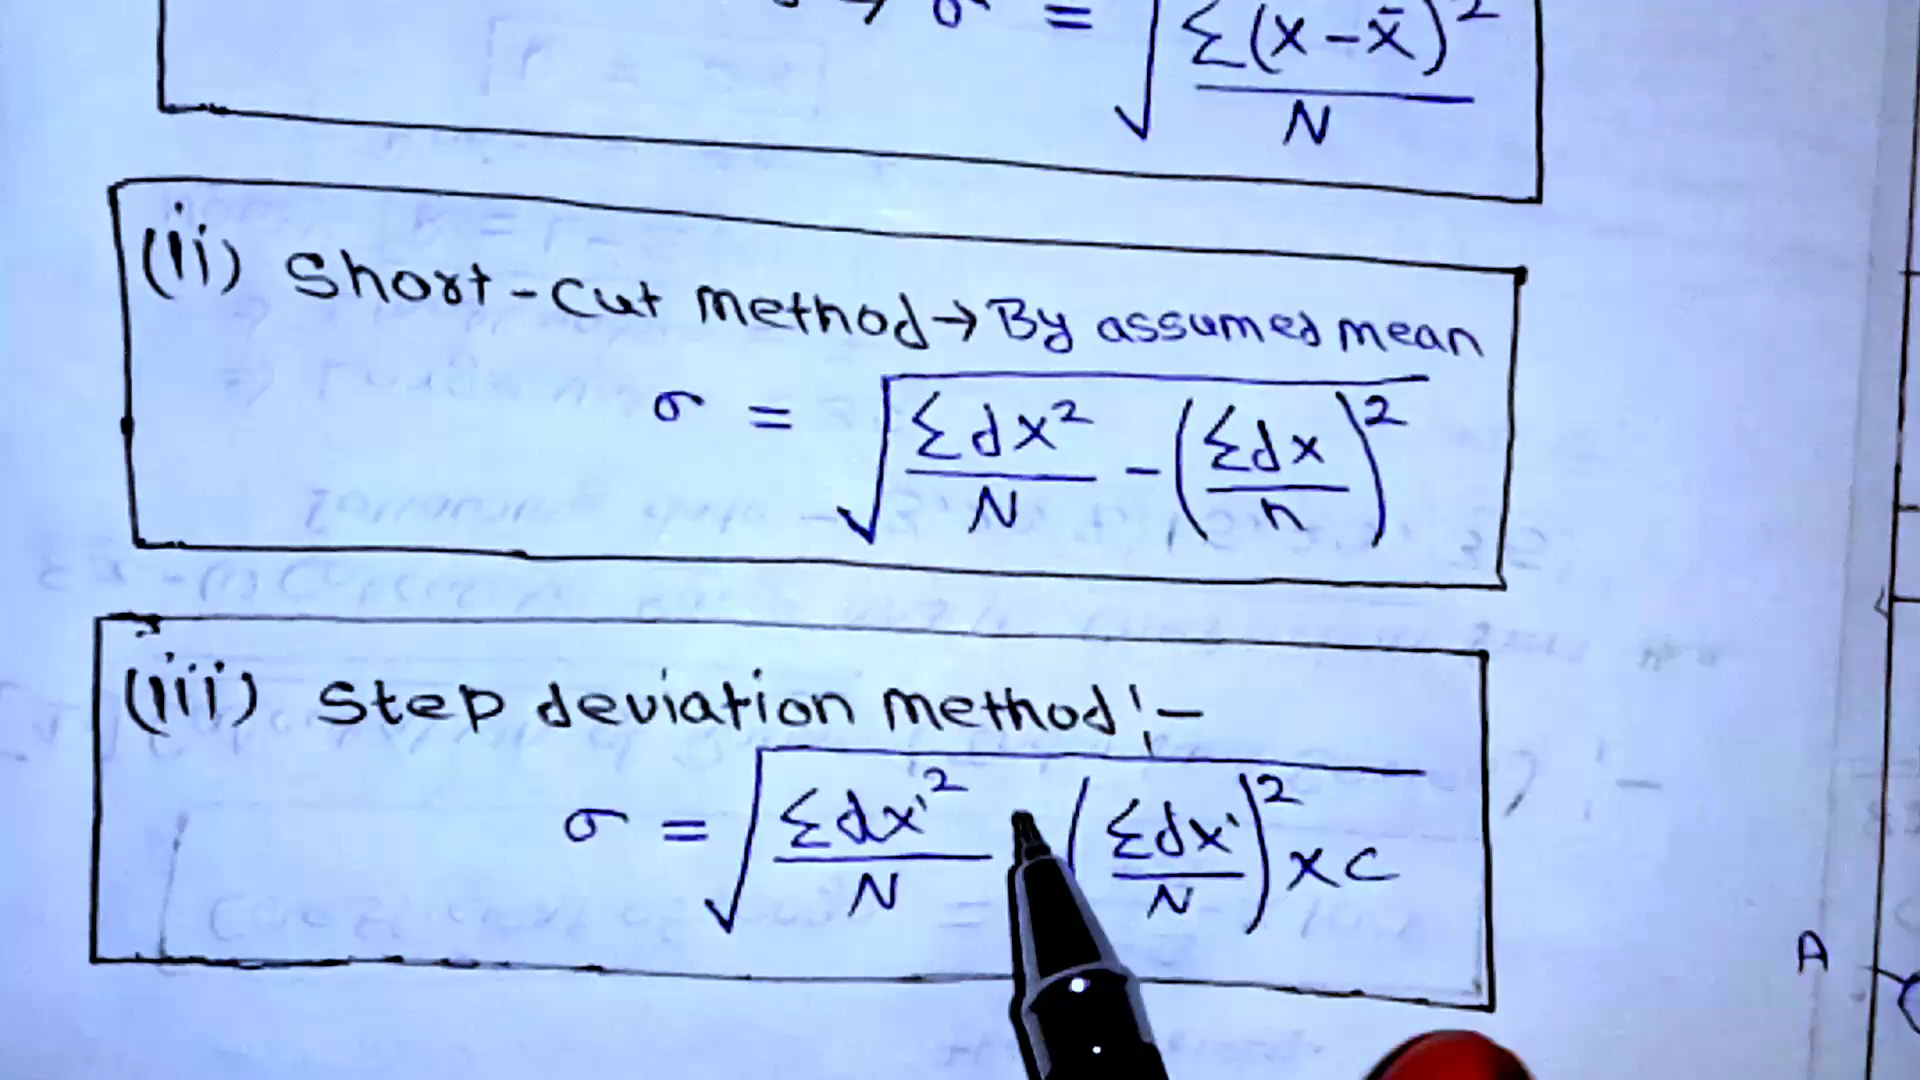 σ = √Σ(x-x̄)²
N
(ii) Short-cut method → By assumed mean
σ = √Σdx²/N - (Σdx/n)²
(iii) Step deviation method :-
σ = √Σdx'²/N (Σdx'/N)² x c
A